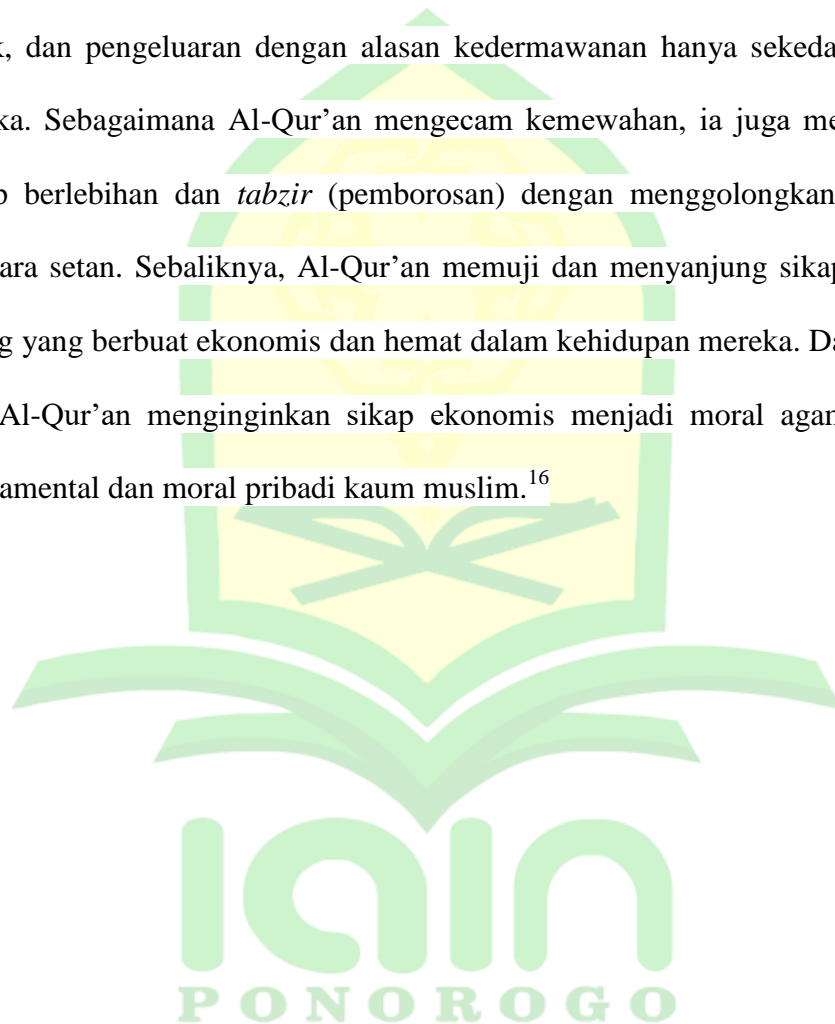 k, dan pengeluaran dengan alasan kedermawanan hanya sekeda
ka. Sebagaimana Al-Qur’an mengecam kemewahan, ia juga me
p berlebihan dan tabzir (pemborosan) dengan menggolongkan
ara setan. Sebaliknya, Al-Qur’an memuji dan menyanjung sikap
g yang berbuat ekonomis dan hemat dalam kehidupan mereka. Da
Al-Qur’an menginginkan sikap ekonomis menjadi moral agam
amental dan moral pribadi kaum muslim.16
IAIN
PONOROGO